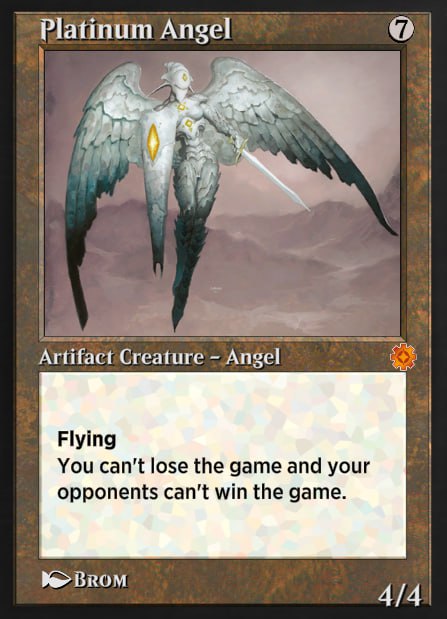 Platinum Angel 7
Artifact Creature – Angel
Flying
You can't lose the game and your
opponents can't win the game.
Brom
4/4